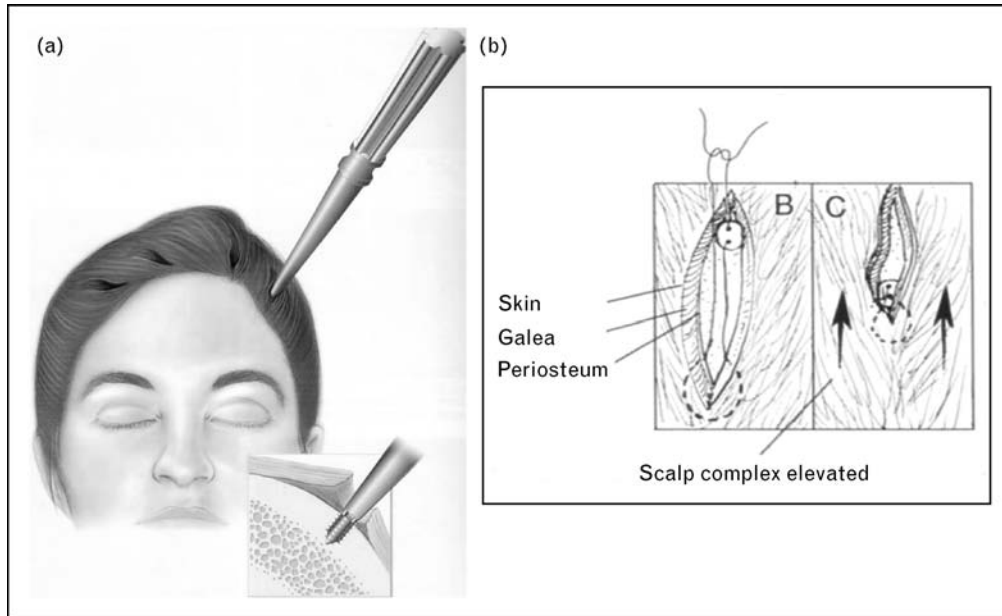 (a)
(b)
B
C
Skin
Galea
Periosteum
Scalp complex elevated